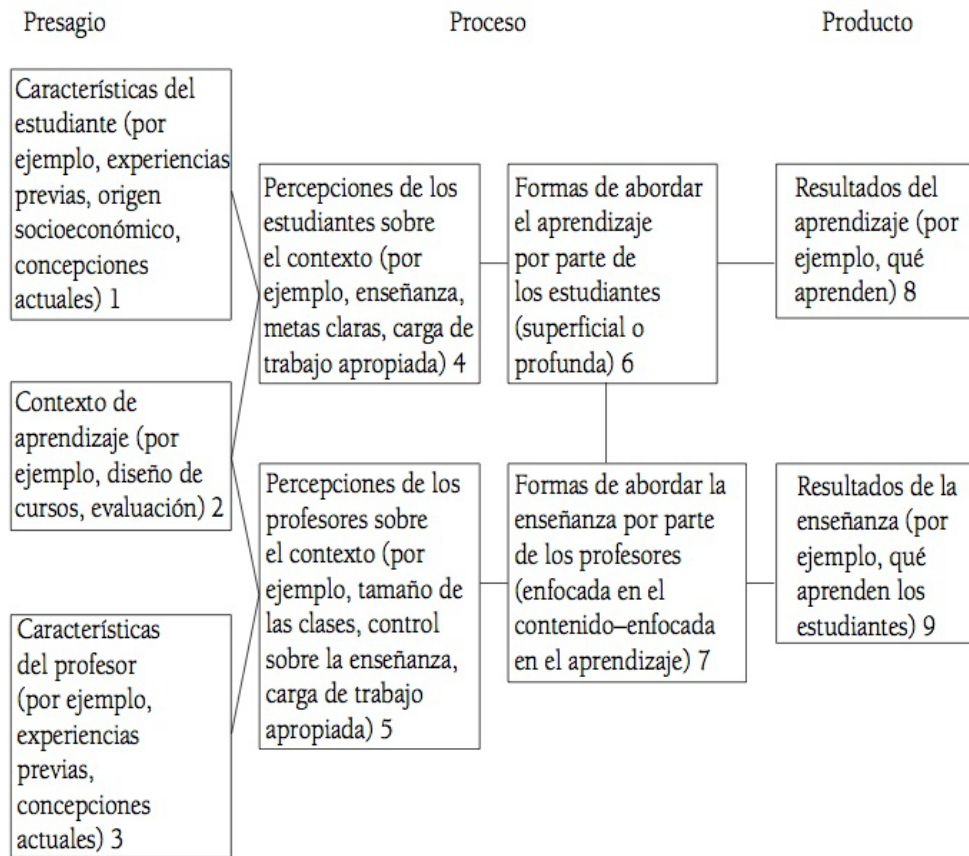 Presagio
Proceso
Producto
Características del
estudiante (por
ejemplo, experiencias
previas, origen
socioeconómico,
concepciones
actuales) 1
Contexto de
aprendizaje (por
ejemplo, diseño de
cursos, evaluación) 2
Características
del profesor
(por ejemplo,
experiencias
previas,
concepciones
actuales) 3
Percepciones de los
estudiantes sobre
el contexto (por
ejemplo, enseñanza,
metas claras, carga de
trabajo apropiada) 4
Percepciones de los
profesores sobre
el contexto (por
ejemplo, tamaño de
las clases, control
sobre la enseñanza,
carga de trabajo
apropiada) 5
Formas de abordar
el aprendizaje
por parte de
los estudiantes
(superficial o
profunda) 6
Formas de abordar la
enseñanza por parte
de los profesores
(enfocada en el
contenido–enfocada
en el aprendizaje) 7
Resultados del
aprendizaje (por
ejemplo, qué
aprenden) 8
Resultados de la
enseñanza (por
ejemplo, qué
aprenden los
estudiantes) 9